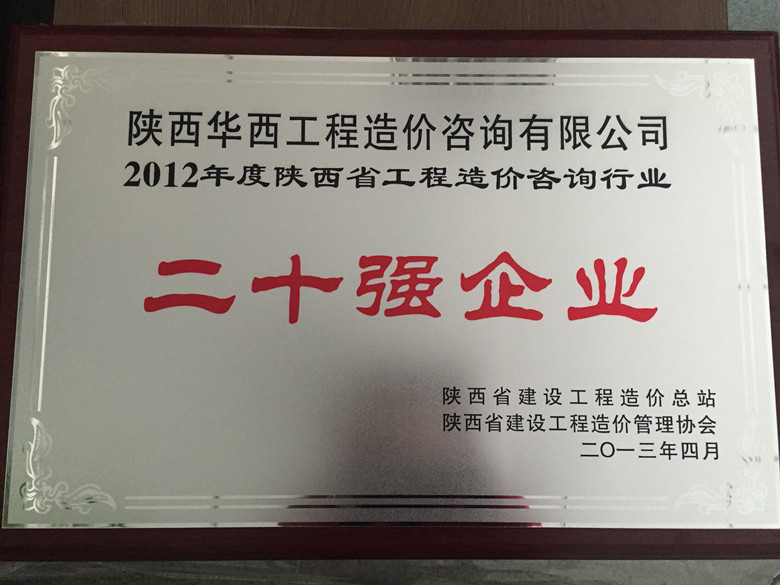 陕西华西工程造价咨询有限公司
2012年度陕西省工程造价咨询行业
二十强企业
陕西省建设工程造价总站
陕西省建设工程造价管理协会
二〇一三年四月